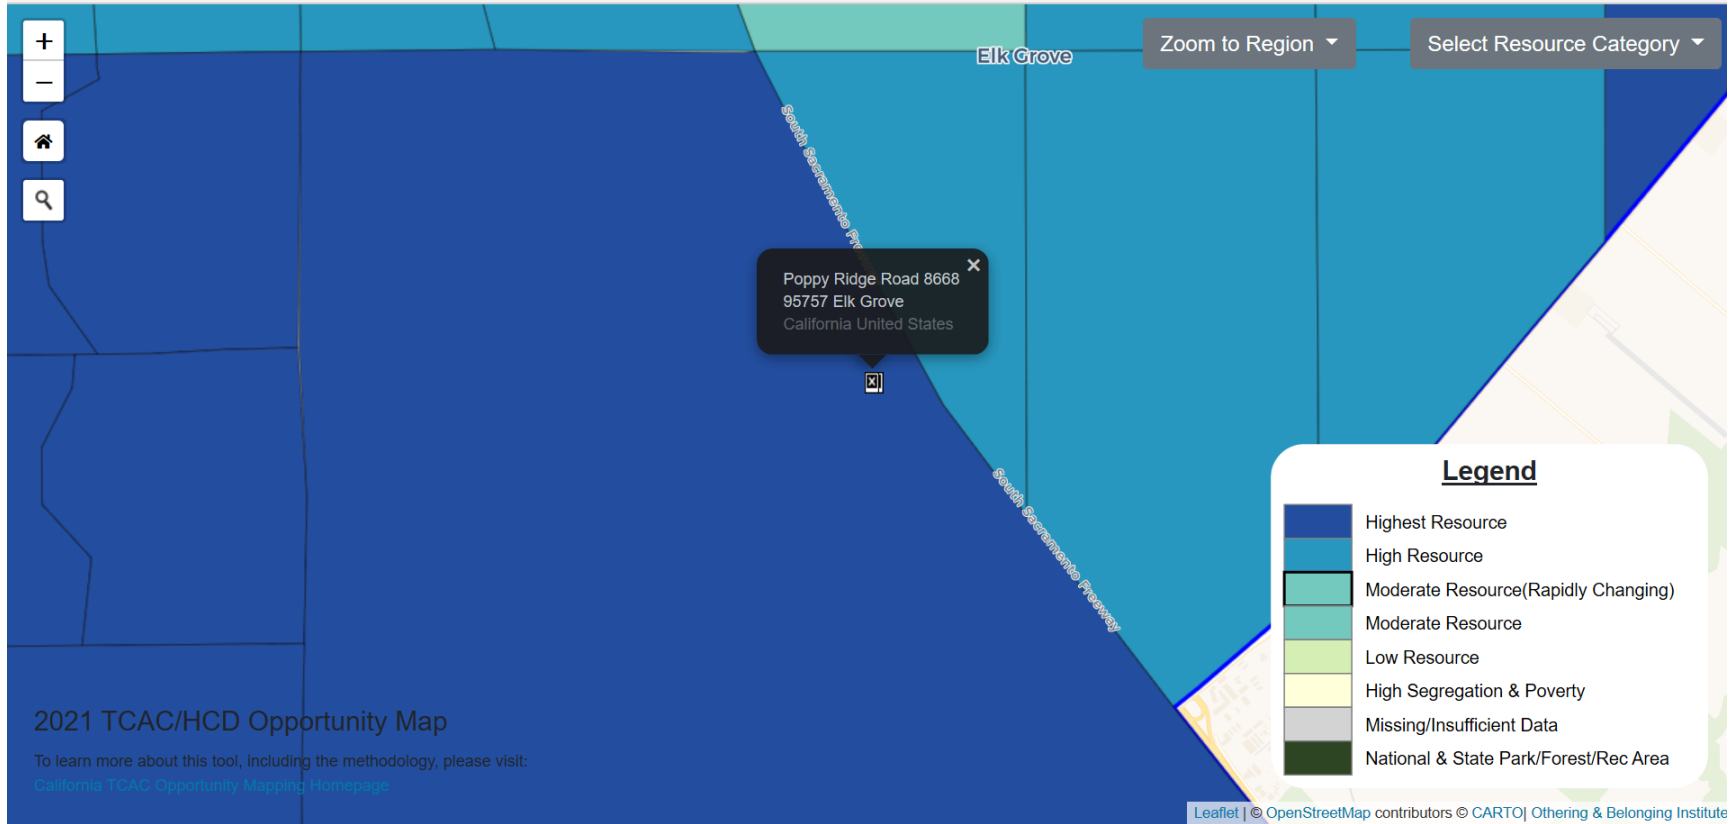 +
Elk Grove
Zoom to Region
Select Resource Category
−
South Sacramento Freeway
Poppy Ridge Road 8668
95757 Elk Grove
California United States
South Sacramento Freeway
Legend
Highest Resource
High Resource
Moderate Resource(Rapidly Changing)
Moderate Resource
Low Resource
High Segregation & Poverty
Missing/Insufficient Data
National & State Park/Forest/Rec Area
2021 TCAC/HCD Opportunity Map
To learn more about this tool, including the methodology, please visit:
California TCAC Opportunity Mapping Homepage
Leaflet | © OpenStreetMap contributors © CARTO| Othering & Belonging Institute